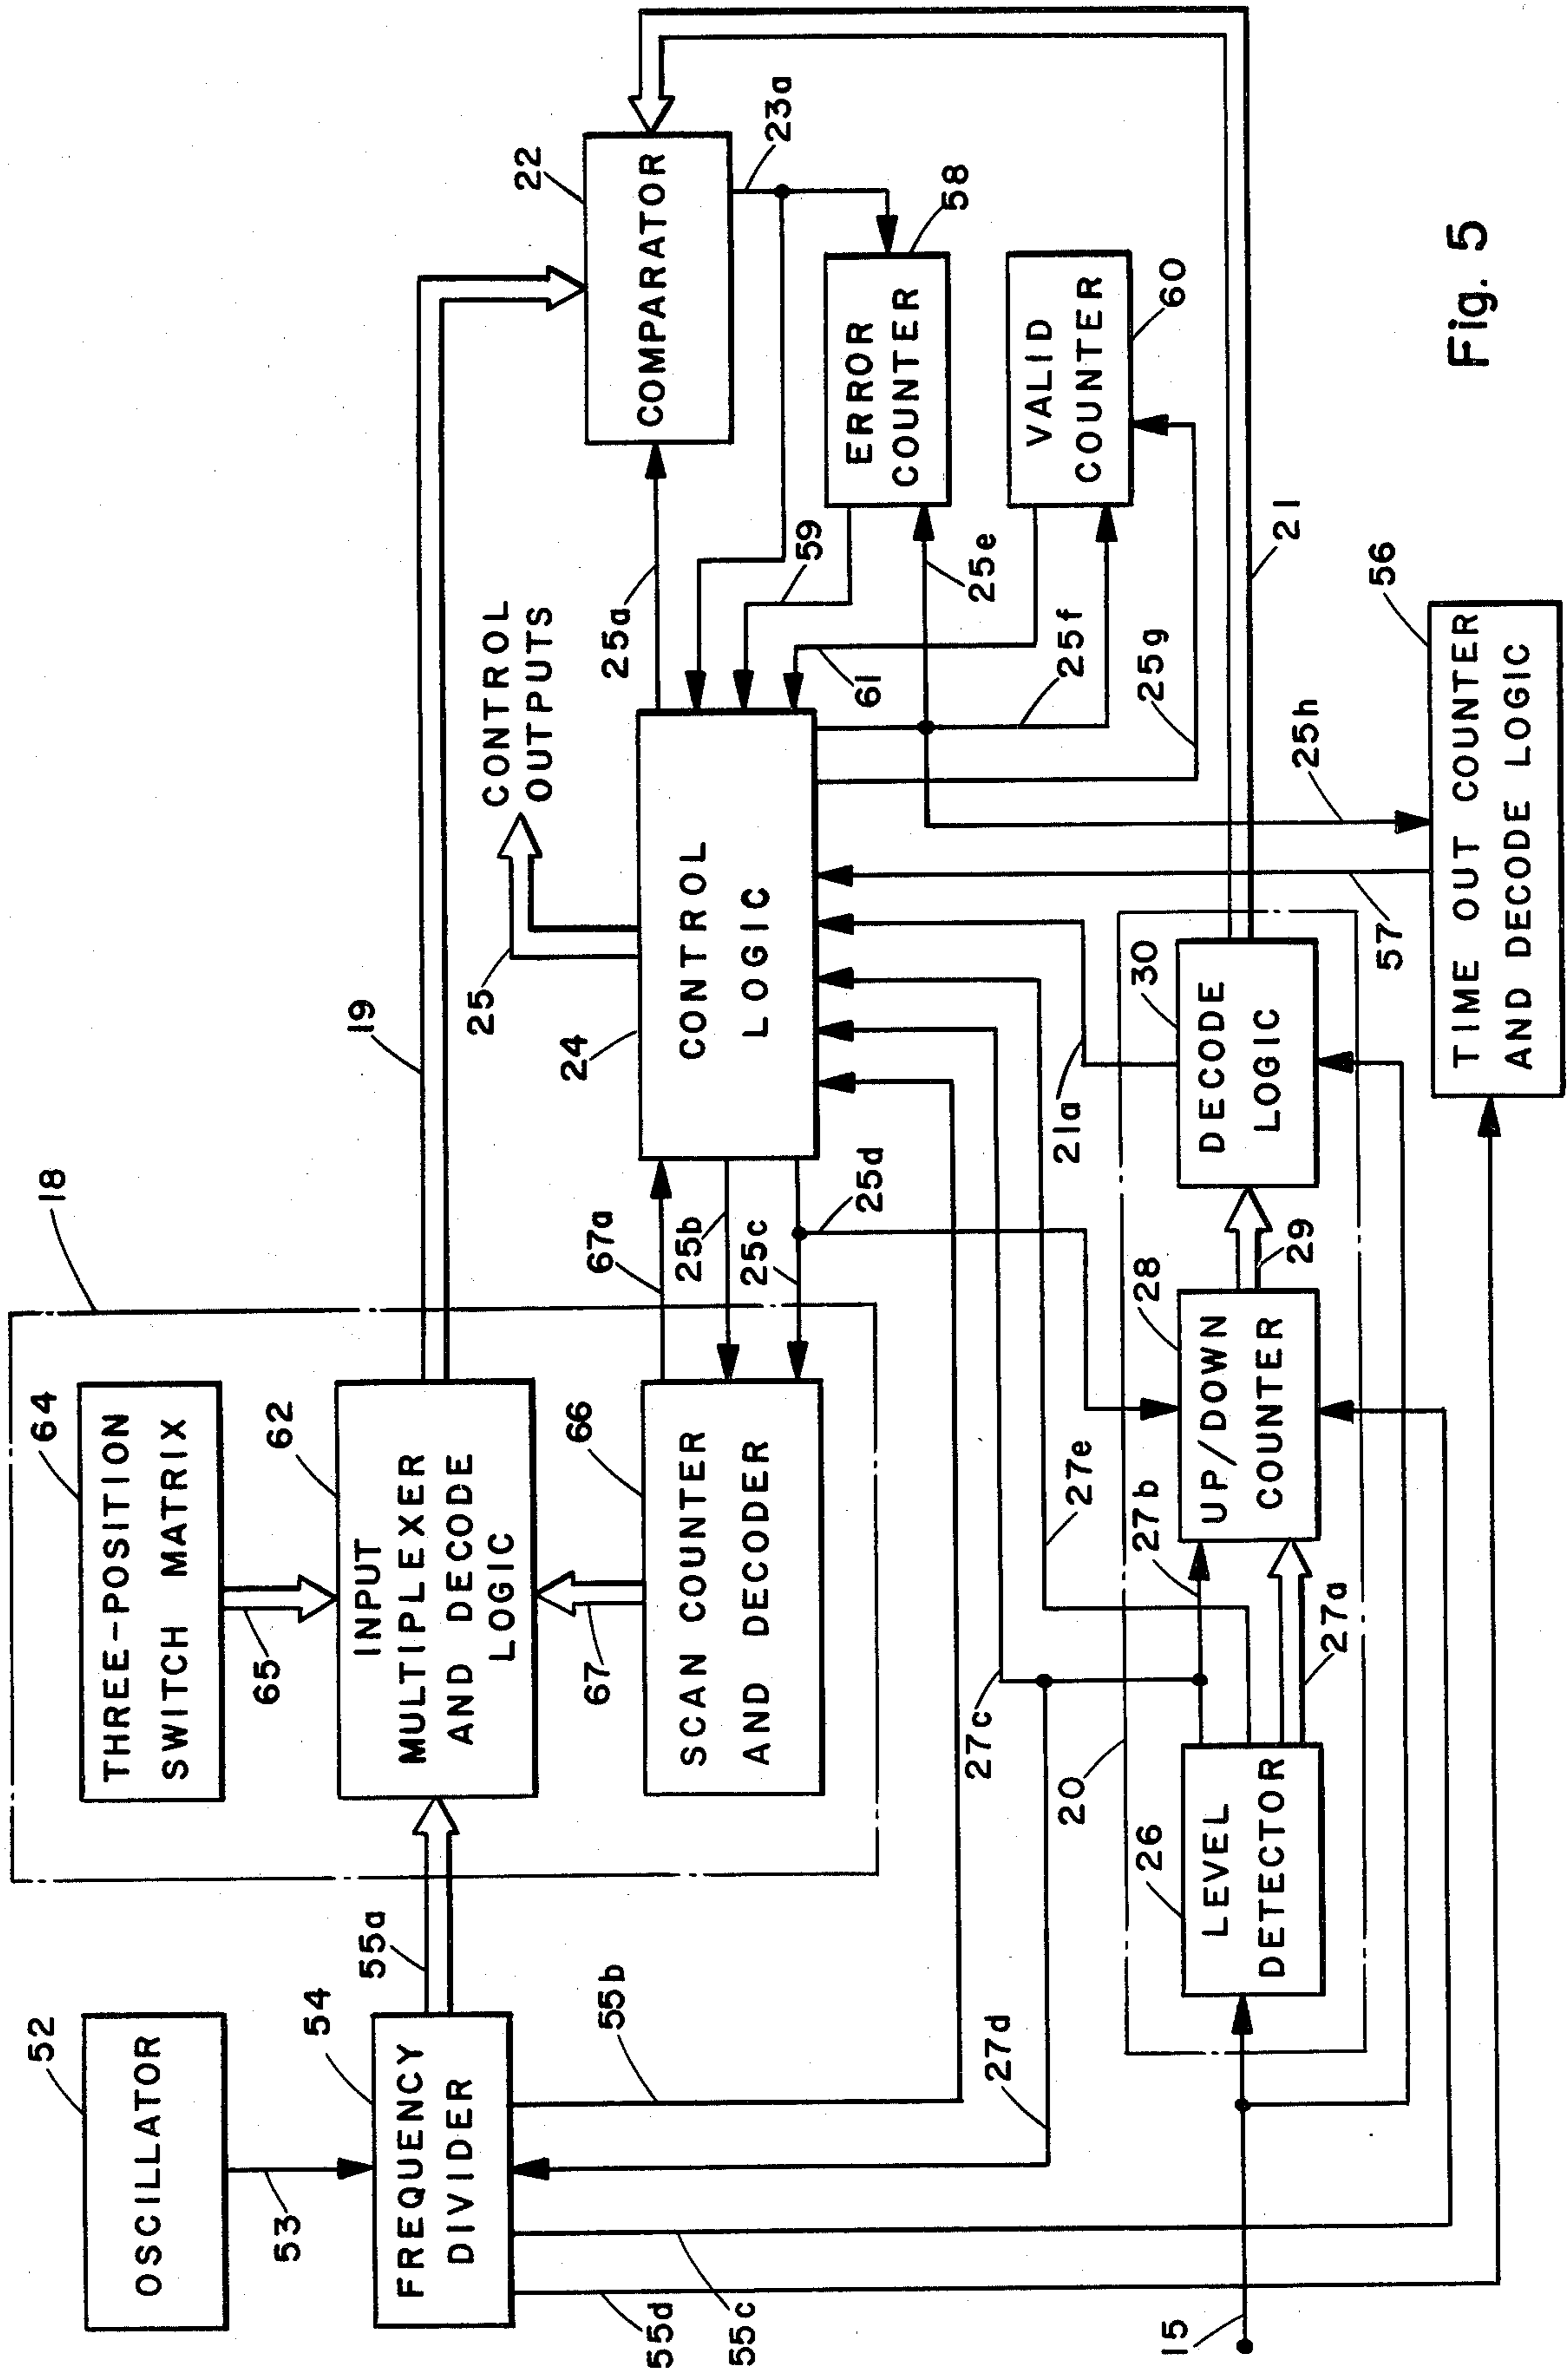 18
52
OSCILLATOR
53
54
FREQUENCY
DIVIDER
55a
55b
55c
55d
64
THREE-POSITION
SWITCH MATRIX
65
62
INPUT
MULTIPLEXER
AND DECODE
LOGIC
67
66
SCAN COUNTER
AND DECODER
67a
25b
25c
25d
19
24
CONTROL
LOGIC
25
CONTROL
OUTPUTS
25a
22
COMPARATOR
23a
58
ERROR
COUNTER
59
25e
VALID
COUNTER
60
61
25f
25g
25h
27c
27d
27e
21a
20
15
26
LEVEL
DETECTOR
27b
27a
28
UP/DOWN
COUNTER
29
30
DECODE
LOGIC
21
57
56
TIME OUT COUNTER
AND DECODE LOGIC
Fig. 5